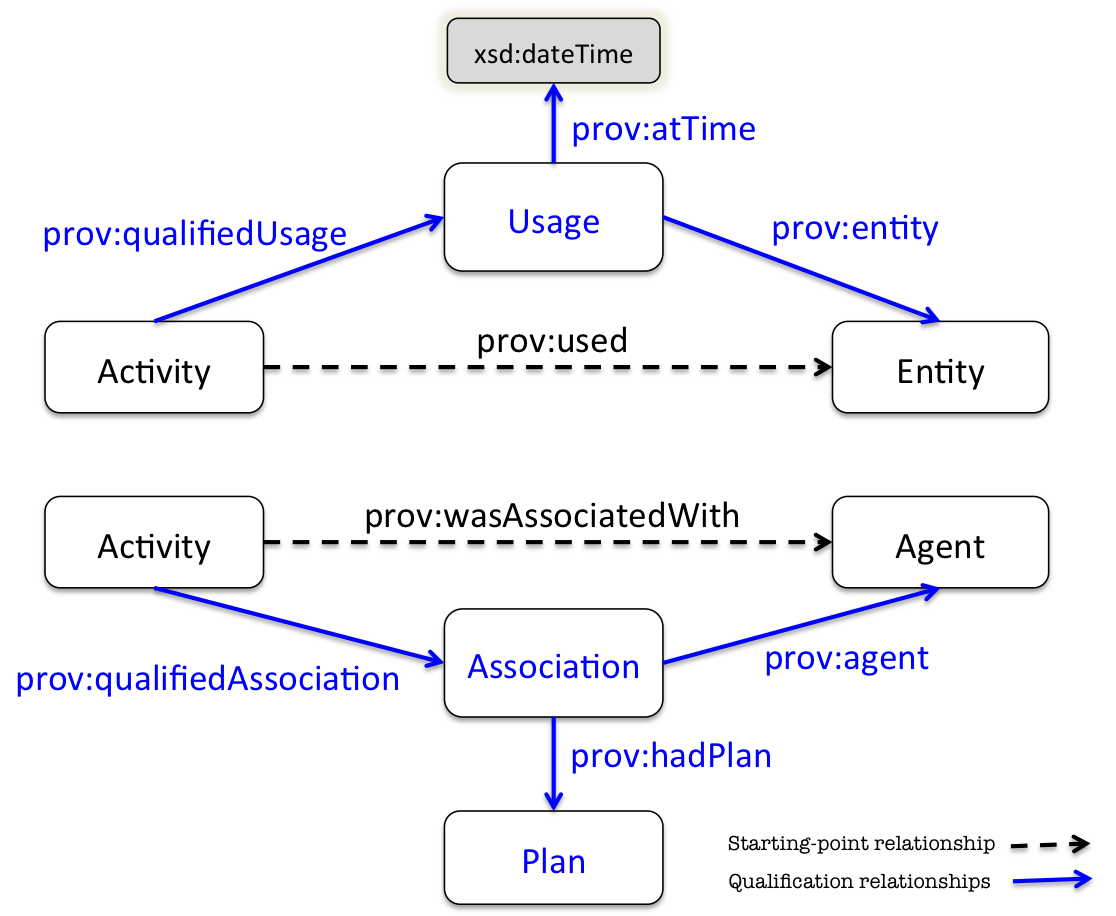 xsd:dateTime
prov:atTime
Usage
prov:qualifiedUsage
prov:entity
prov:used
Activity
Entity
prov:wasAssociatedWith
Activity
Agent
prov:qualifiedAssociation
Association
prov:agent
prov:hadPlan
Plan
Starting-point relationship
Qualification relationships